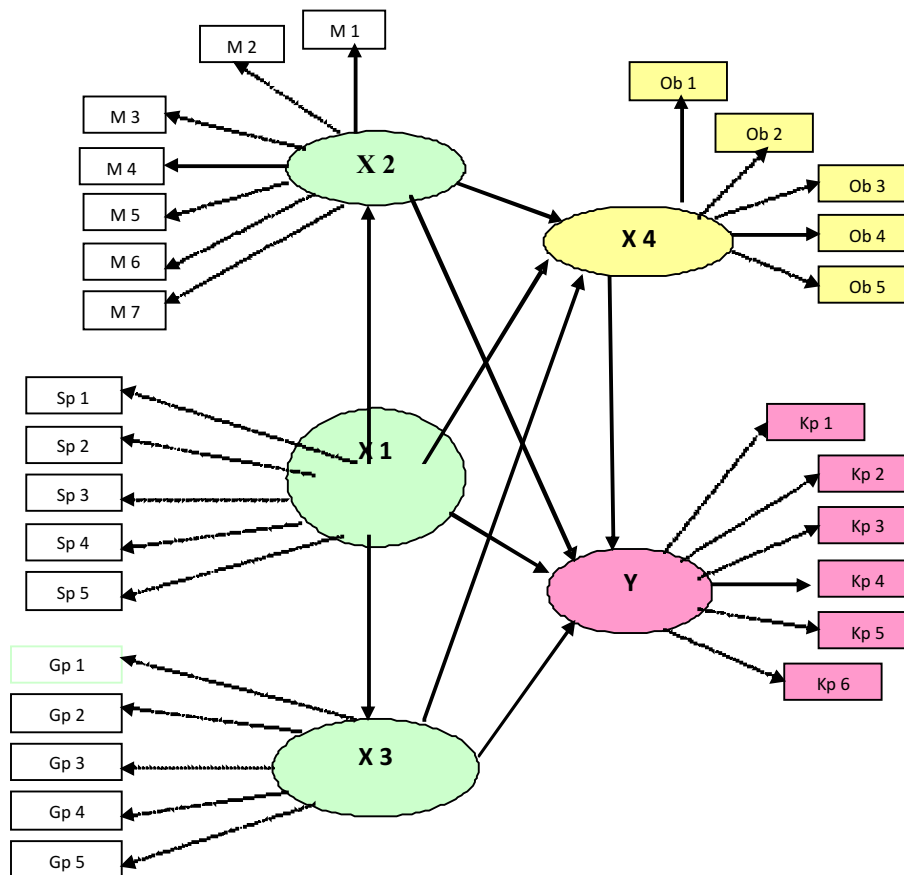 M 1
M 2
M 3
M 4
M 5
M 6
M 7
X 2
Ob 1
Ob 2
Ob 3
Ob 4
Ob 5
X 4
Sp 1
Sp 2
Sp 3
Sp 4
Sp 5
X 1
Kp 1
Kp 2
Kp 3
Kp 4
Kp 5
Kp 6
Y
Gp 1
Gp 2
Gp 3
Gp 4
Gp 5
X 3